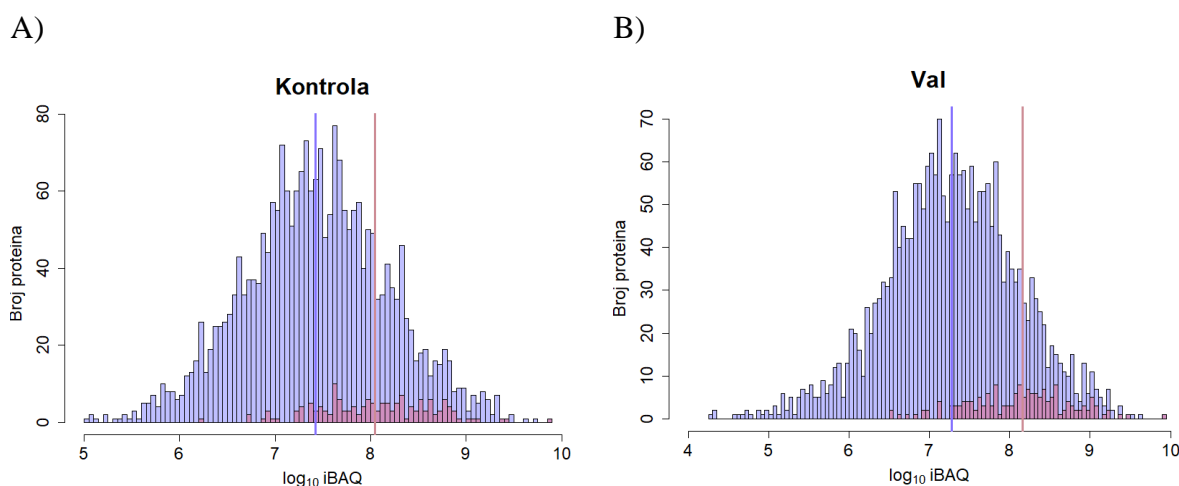 A)
B)
Kontrola
Val
Broj proteina
80
60
40
20
0
5 6 7 8 9 10
log₁₀ iBAQ
Broj proteina
70
60
50
40
30
20
10
0
4 5 6 7 8 9 10
log₁₀ iBAQ